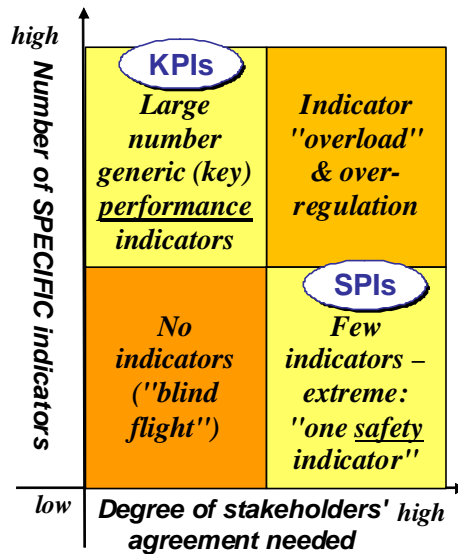 high
Number of SPECIFIC indicators
KPIs
Large
number
generic (key)
performance
indicators
Indicator
"overload"
& over-
regulation
No
indicators
("blind
flight")
SPIs
Few
indicators –
extreme:
"one safety
indicator"
low
Degree of stakeholders'
agreement needed
high